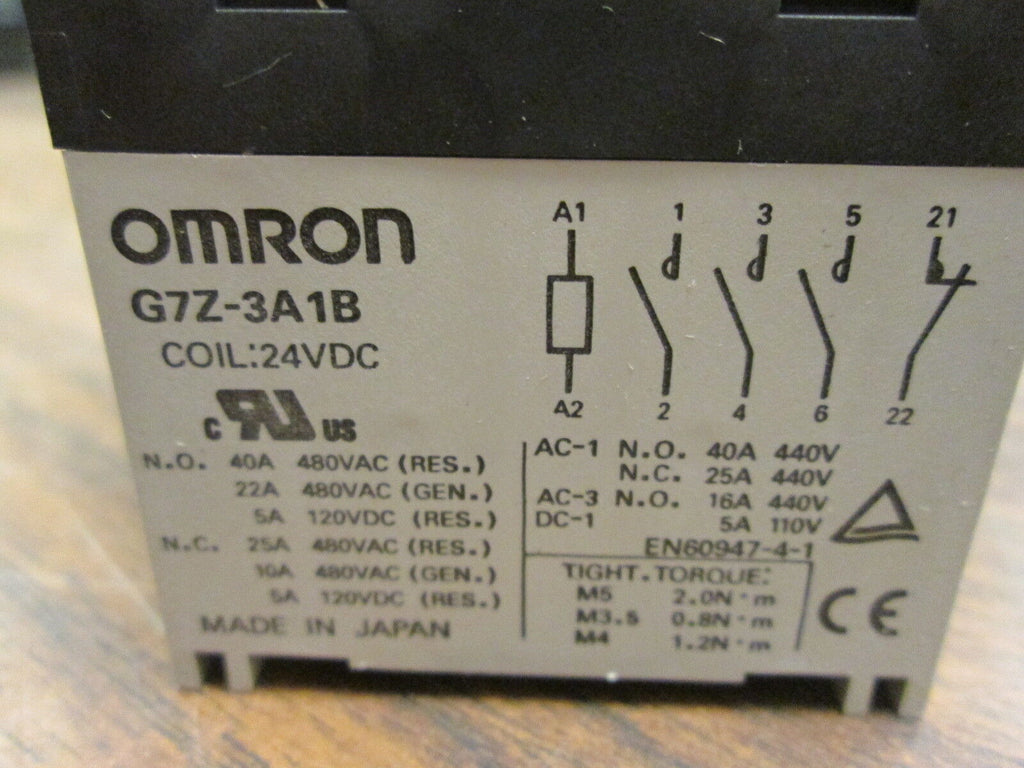 OMRON
G7Z-3A1B
COIL:24VDC
c RU US
N.O. 40A 480VAC (RES.)
22A 480VAC (GEN.)
5A 120VDC (RES.)
N.C. 25A 480VAC (RES.)
10A 480VAC (GEN.)
5A 120VDC (RES.)
MADE IN JAPAN
A1 1 3 5 21
A2 2 4 6 22
AC-1 N.O. 40A 440V
N.C. 25A 440V
AC-3 N.O. 16A 440V
DC-1 5A 110V
EN60947-4-1
TIGHT.TORQUE:
M5 2.0N·m
M3.5 0.8N·m
M4 1.2N·m
CE